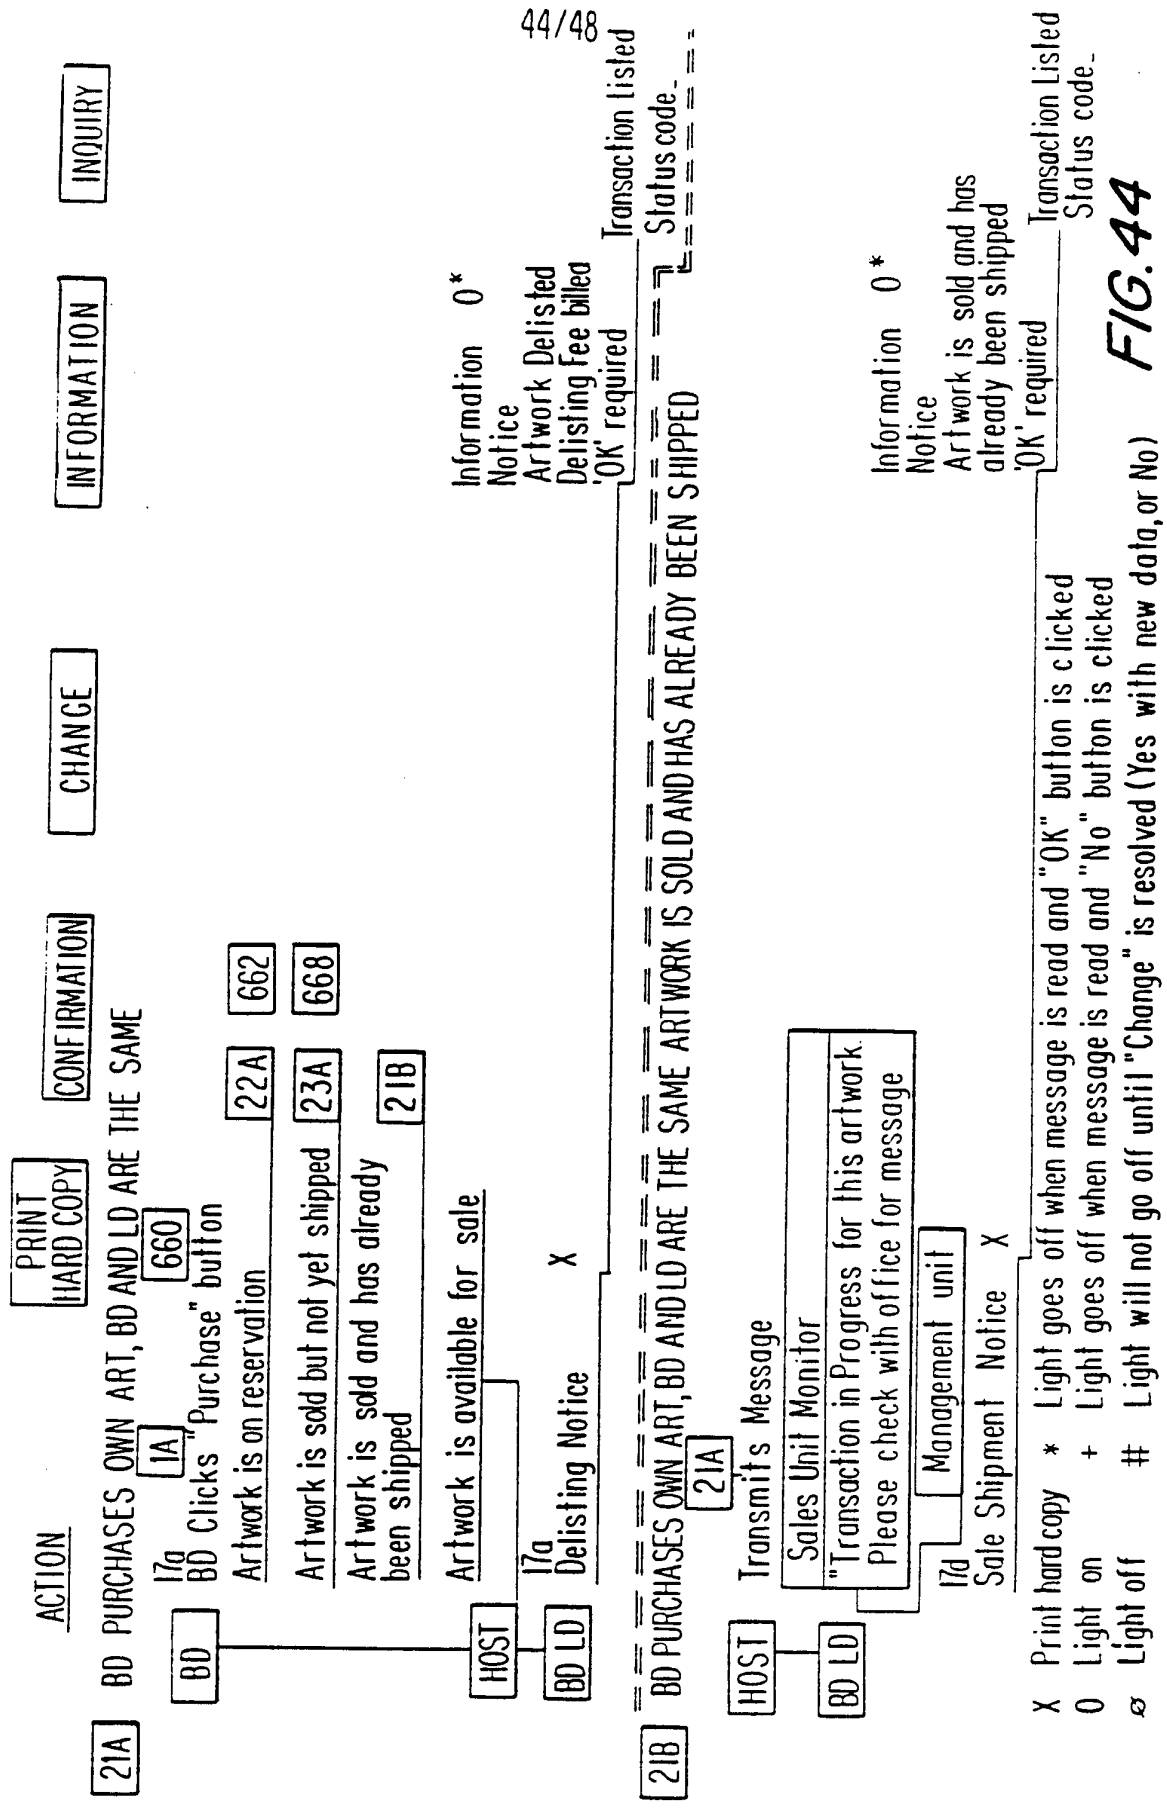 44/48
ACTION
PRINT
HARD COPY
CONFIRMATION
CHANGE
INFORMATION
INQUIRY
21A
BD PURCHASES OWN ART, BD AND LD ARE THE SAME
1A
660
BD
17a
BD Clicks "Purchase" button
Artwork is on reservation
22A
662
Artwork is sold but not yet shipped
23A
668
Artwork is sold and has already
been shipped
21B
Artwork is available for sale
HOST
BD LD
17a
Delisting Notice
X
Information O*
Notice
Artwork Delisted
Delisting Fee billed
'OK' required
Transaction Listed
Status code_
21B
BD PURCHASES OWN ART, BD AND LD ARE THE SAME ARTWORK IS SOLD AND HAS ALREADY BEEN SHIPPED
21A
HOST
Transmits Message
BD LD
Sales Unit Monitor
"Transaction in Progress for this artwork.
Please check with office for message
Management unit
17d
Sale Shipment Notice
X
Information O*
Notice
Artwork is sold and has
already been shipped
'OK' required
Transaction Listed
Status code_
X Print hard copy * Light goes off when message is read and "OK" button is clicked
O Light on + Light goes off when message is read and "No" button is clicked
ø Light off # Light will not go off until "Change" is resolved (Yes with new data, or No)
FIG. 44